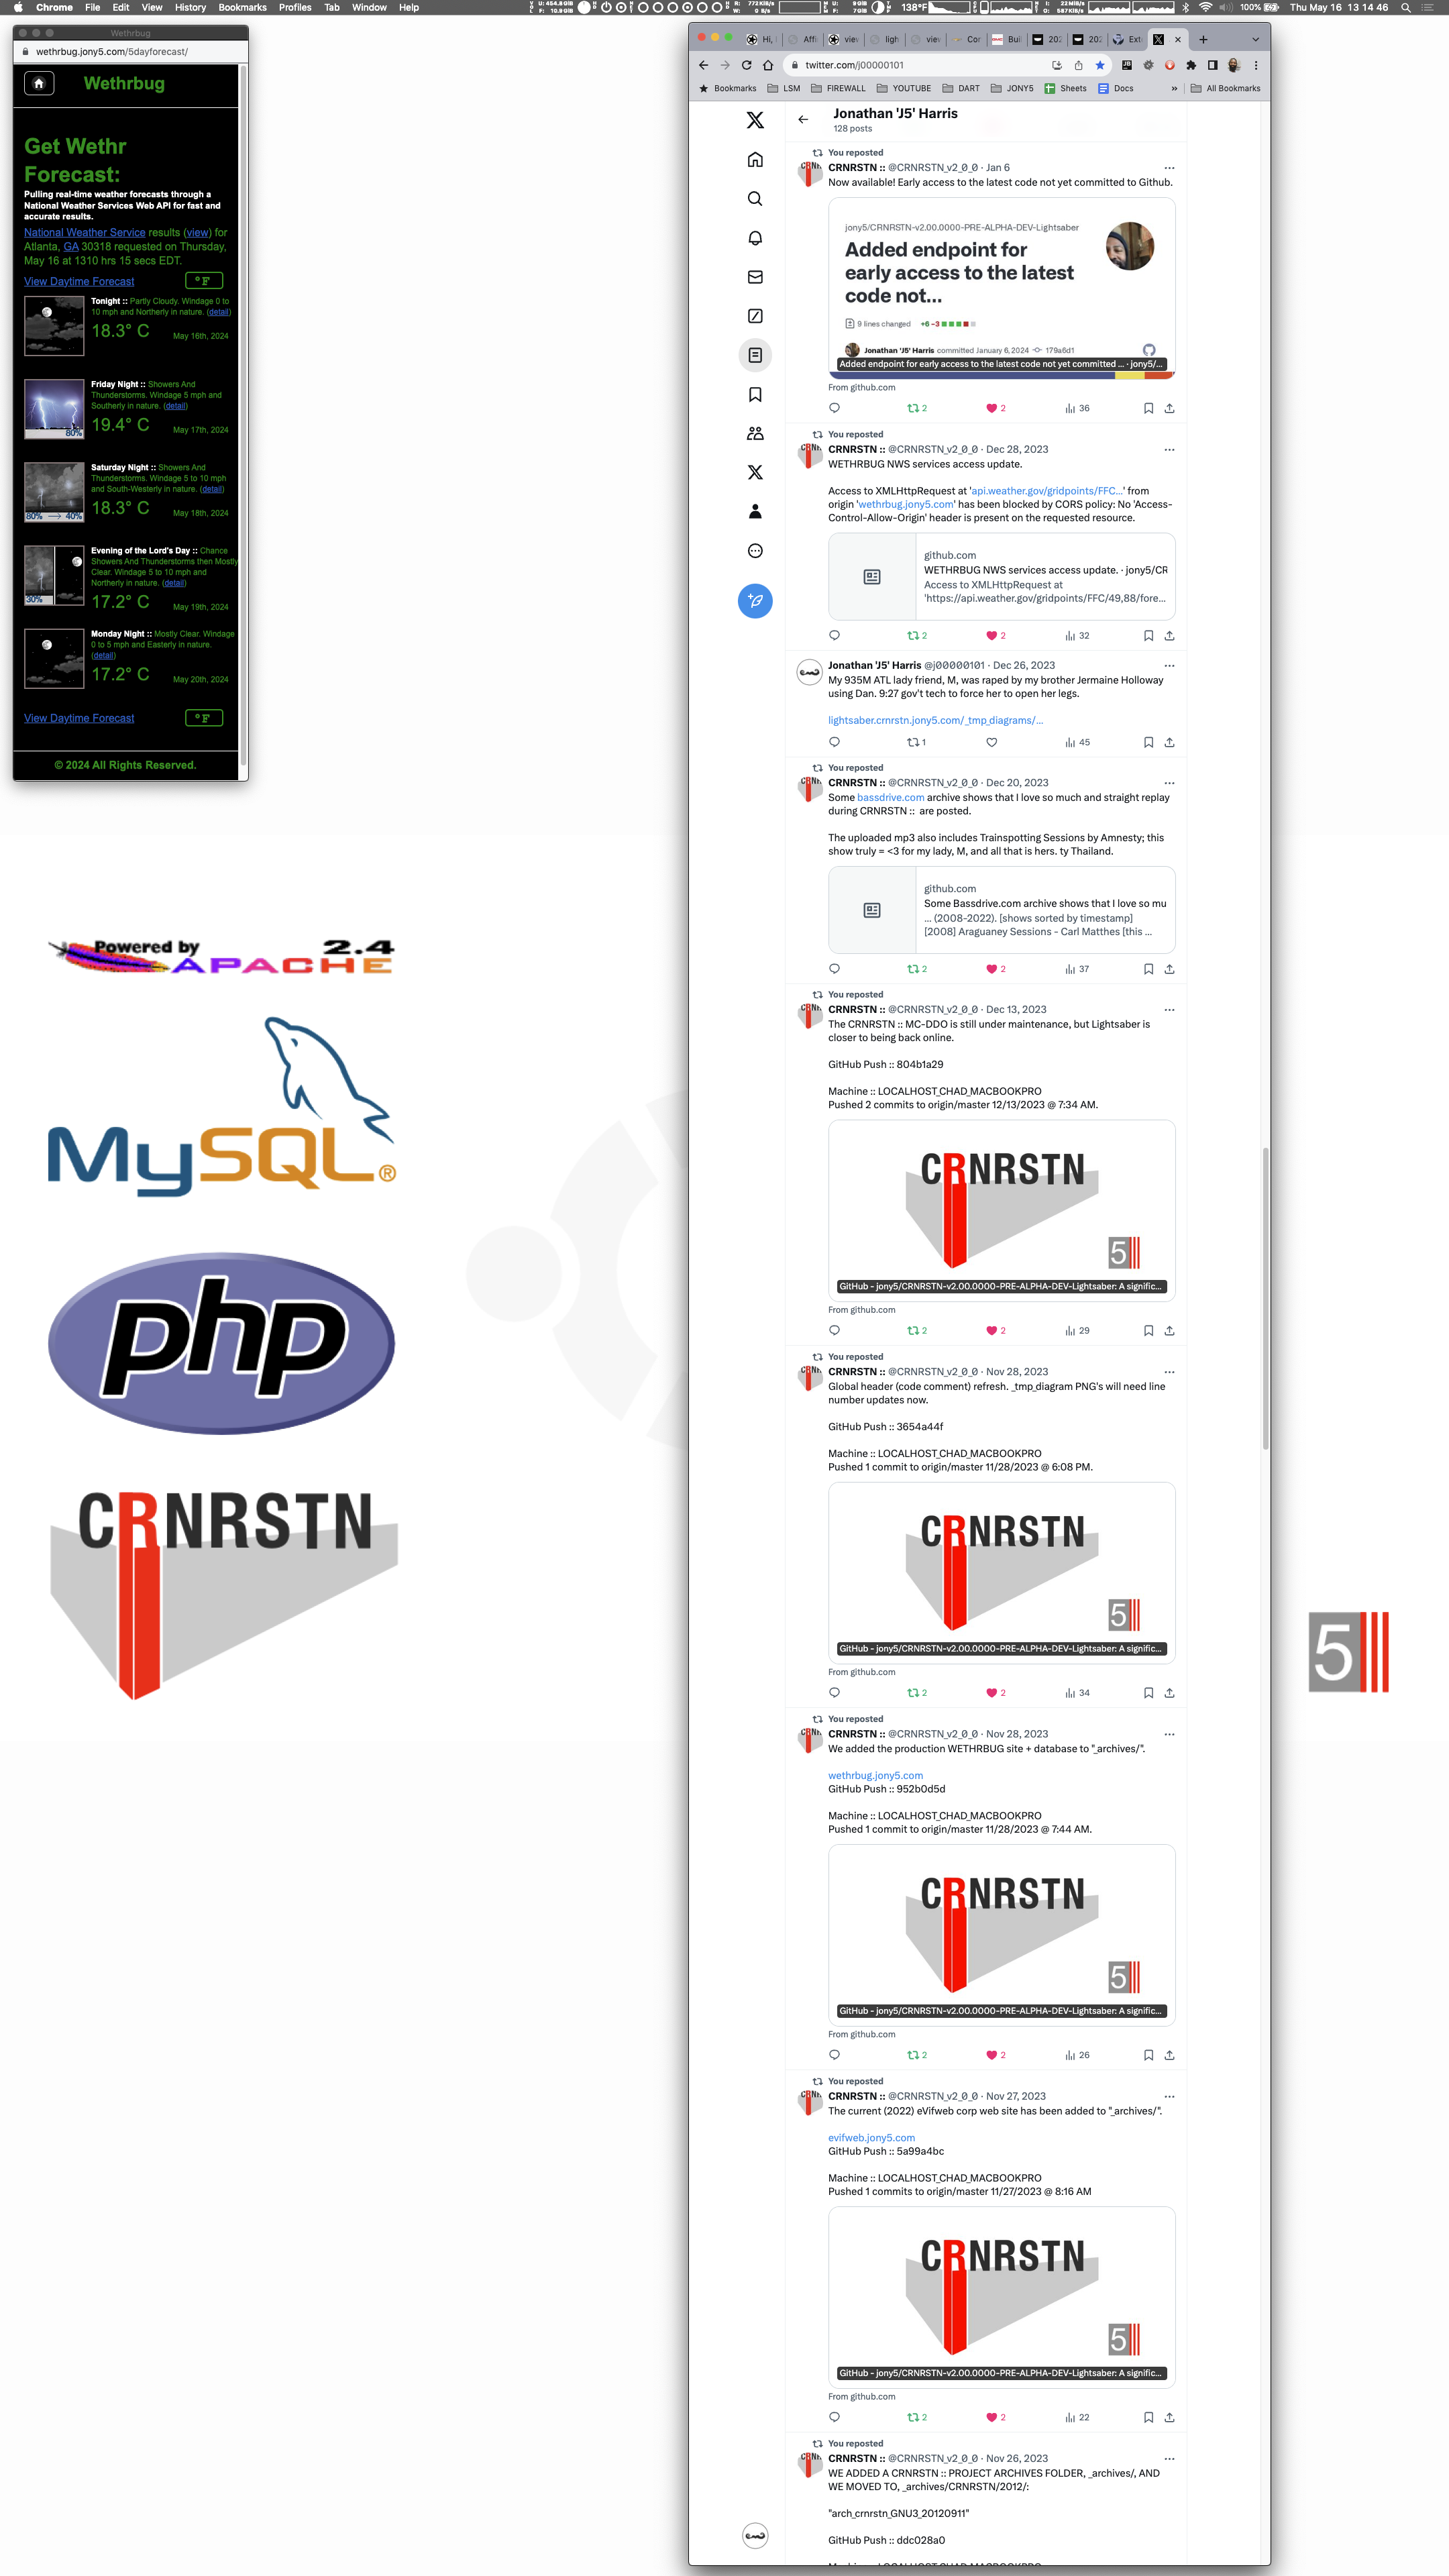 Chrome File Edit View History Bookmarks Profiles Tab Window Help
138°F
100%
Thu May 16 13 14 46
Wethrbug
wethrbug.jony5.com/5dayforecast/
Wethrbug
Get Wethr
Forecast:
Pulling real-time weather forecasts through a
National Weather Services Web API for fast and
accurate results.
National Weather Service results (view) for
Atlanta, GA 30318 requested on Thursday,
May 16 at 1310 hrs 15 secs EDT.
View Daytime Forecast
°F
Tonight :: Partly Cloudy. Windage 0 to
10 mph and Northerly in nature. (detail)
18.3° C
May 16th, 2024
Friday Night :: Showers And
Thunderstorms. Windage 5 mph and
Southerly in nature. (detail)
80%
19.4° C
May 17th, 2024
Saturday Night :: Showers And
Thunderstorms. Windage 5 to 10 mph
and South-Westerly in nature. (detail)
80% → 40%
18.3° C
May 18th, 2024
Evening of the Lord's Day :: Chance
Showers And Thunderstorms then Mostly
Clear. Windage 5 to 10 mph and
Northerly in nature. (detail)
30%
17.2° C
May 19th, 2024
Monday Night :: Mostly Clear. Windage
0 to 5 mph and Easterly in nature.
(detail)
17.2° C
May 20th, 2024
View Daytime Forecast
°F
© 2024 All Rights Reserved.
Powered by
APACHE 2.4
MySQL®
php
CRNRSTN
5
twitter.com/j00000101
Bookmarks LSM FIREWALL YOUTUBE DART JONY5 Sheets Docs » All Bookmarks
Jonathan 'J5' Harris
128 posts
You reposted
CRNRSTN :: @CRNRSTN_v2_0_0 · Jan 6
Now available! Early access to the latest code not yet committed to Github.
jony5/CRNRSTN-v2.00.0000-PRE-ALPHA-DEV-Lightsaber
Added endpoint for
early access to the latest
code not...
9 lines changed +6 −3
Jonathan 'J5' Harris committed January 6, 2024 179a6d1
Added endpoint for early access to the latest code not yet committed ... · jony5/...
From github.com
2 2 36
You reposted
CRNRSTN :: @CRNRSTN_v2_0_0 · Dec 28, 2023
WETHRBUG NWS services access update.
Access to XMLHttpRequest at 'api.weather.gov/gridpoints/FFC...' from
origin 'wethrbug.jony5.com' has been blocked by CORS policy: No 'Access-
Control-Allow-Origin' header is present on the requested resource.
github.com
WETHRBUG NWS services access update. · jony5/CR
Access to XMLHttpRequest at
'https://api.weather.gov/gridpoints/FFC/49,88/fore...
2 2 32
Jonathan 'J5' Harris @j00000101 · Dec 26, 2023
My 935M ATL lady friend, M, was raped by my brother Jermaine Holloway
using Dan. 9:27 gov't tech to force her to open her legs.
lightsaber.crnrstn.jony5.com/_tmp_diagrams/...
1 45
You reposted
CRNRSTN :: @CRNRSTN_v2_0_0 · Dec 20, 2023
Some bassdrive.com archive shows that I love so much and straight replay
during CRNRSTN :: are posted.
The uploaded mp3 also includes Trainspotting Sessions by Amnesty; this
show truly = <3 for my lady, M, and all that is hers. ty Thailand.
github.com
Some Bassdrive.com archive shows that I love so mu
... (2008-2022). [shows sorted by timestamp]
[2008] Araguaney Sessions - Carl Matthes [this ...
2 2 37
You reposted
CRNRSTN :: @CRNRSTN_v2_0_0 · Dec 13, 2023
The CRNRSTN :: MC-DDO is still under maintenance, but Lightsaber is
closer to being back online.
GitHub Push :: 804b1a29
Machine :: LOCALHOST_CHAD_MACBOOKPRO
Pushed 2 commits to origin/master 12/13/2023 @ 7:34 AM.
CRNRSTN
5
GitHub - jony5/CRNRSTN-v2.00.0000-PRE-ALPHA-DEV-Lightsaber: A signific...
From github.com
2 2 29
You reposted
CRNRSTN :: @CRNRSTN_v2_0_0 · Nov 28, 2023
Global header (code comment) refresh. _tmp_diagram PNG's will need line
number updates now.
GitHub Push :: 3654a44f
Machine :: LOCALHOST_CHAD_MACBOOKPRO
Pushed 1 commit to origin/master 11/28/2023 @ 6:08 PM.
CRNRSTN
5
GitHub - jony5/CRNRSTN-v2.00.0000-PRE-ALPHA-DEV-Lightsaber: A signific...
From github.com
2 2 34
You reposted
CRNRSTN :: @CRNRSTN_v2_0_0 · Nov 28, 2023
We added the production WETHRBUG site + database to "_archives/".
wethrbug.jony5.com
GitHub Push :: 952b0d5d
Machine :: LOCALHOST_CHAD_MACBOOKPRO
Pushed 1 commit to origin/master 11/28/2023 @ 7:44 AM.
CRNRSTN
5
GitHub - jony5/CRNRSTN-v2.00.0000-PRE-ALPHA-DEV-Lightsaber: A signific...
From github.com
2 2 26
You reposted
CRNRSTN :: @CRNRSTN_v2_0_0 · Nov 27, 2023
The current (2022) eVifweb corp web site has been added to "_archives/".
evifweb.jony5.com
GitHub Push :: 5a99a4bc
Machine :: LOCALHOST_CHAD_MACBOOKPRO
Pushed 1 commits to origin/master 11/27/2023 @ 8:16 AM
CRNRSTN
5
GitHub - jony5/CRNRSTN-v2.00.0000-PRE-ALPHA-DEV-Lightsaber: A signific...
From github.com
2 2 22
You reposted
CRNRSTN :: @CRNRSTN_v2_0_0 · Nov 26, 2023
WE ADDED A CRNRSTN :: PROJECT ARCHIVES FOLDER, _archives/, AND
WE MOVED TO, _archives/CRNRSTN/2012/:
"arch_crnrstn_GNU3_20120911"
GitHub Push :: ddc028a0
5